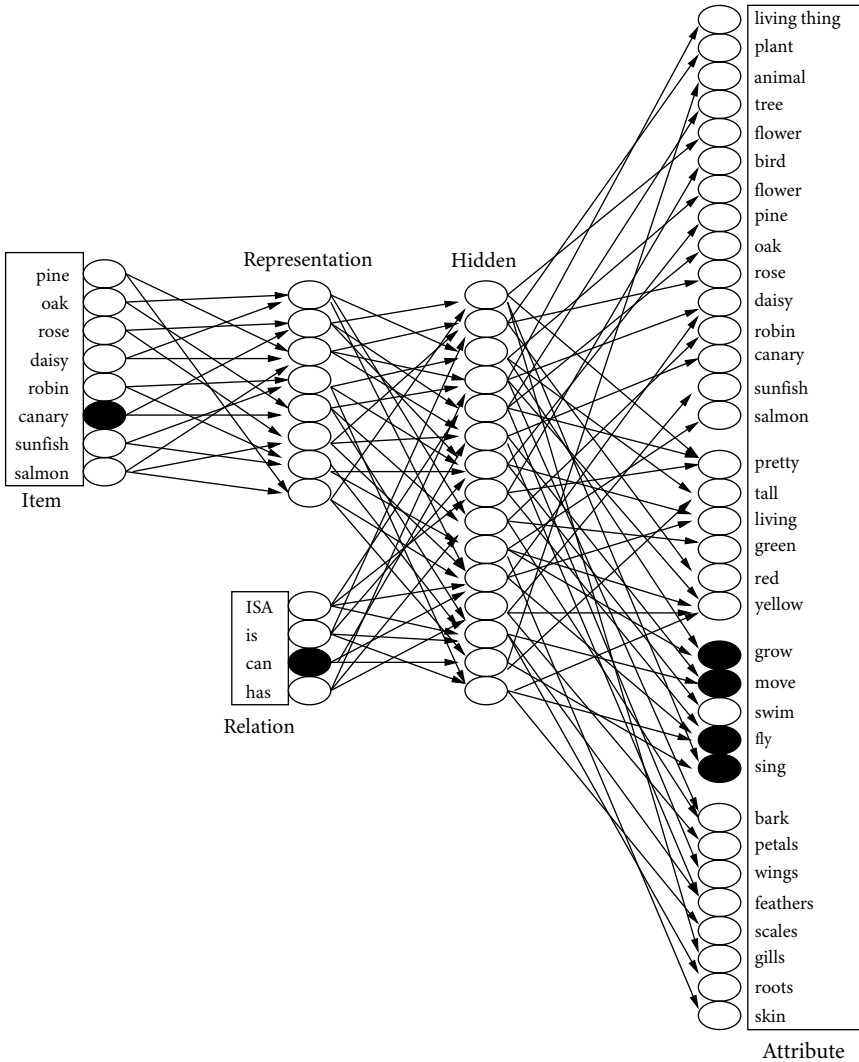 living thing
plant
animal
tree
flower
bird
flower
pine
oak
rose
daisy
robin
canary
sunfish
salmon
pretty
tall
living
green
red
yellow
grow
move
swim
fly
sing
bark
petals
wings
feathers
scales
gills
roots
skin
Attribute
Representation
Hidden
pine
oak
rose
daisy
robin
canary
sunfish
salmon
Item
ISA
is
can
has
Relation